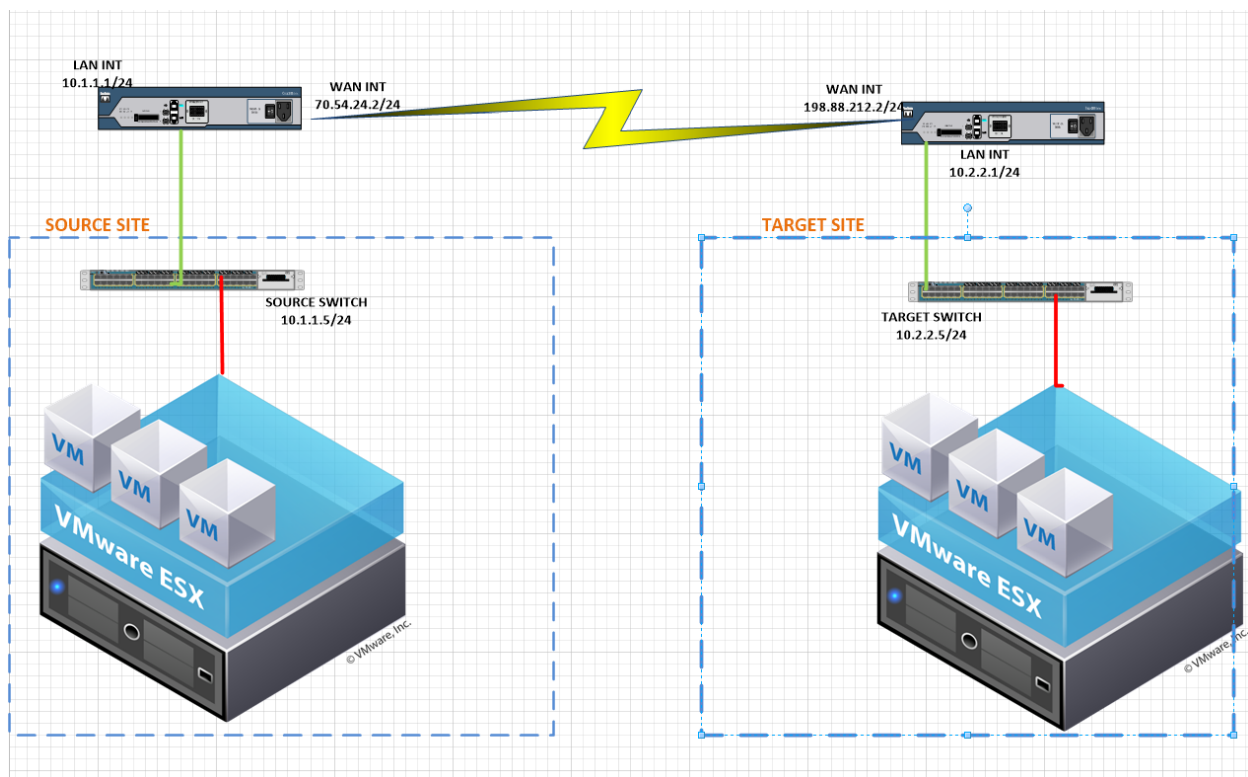 LAN INT
10.1.1.1/24
WAN INT
70.54.24.2/24
WAN INT
198.88.212.2/24
LAN INT
10.2.2.1/24
SOURCE SITE
TARGET SITE
SOURCE SWITCH
10.1.1.5/24
TARGET SWITCH
10.2.2.5/24
VM
VM
VM
VMware ESX
© VMware, Inc.
VM
VM
VM
VMware ESX
© VMware, Inc.